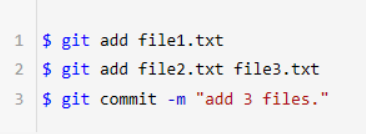 1 $ git add file1.txt
2 $ git add file2.txt file3.txt
3 $ git commit -m "add 3 files."